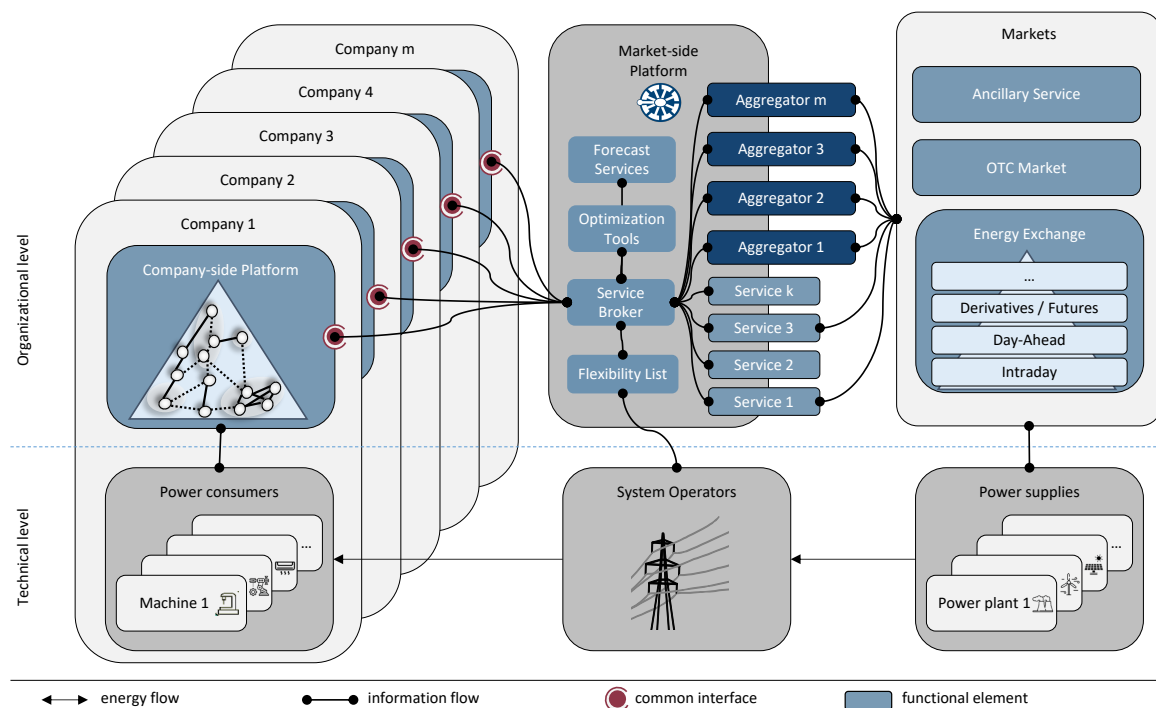 Organizational level
Technical level
Company m
Company 4
Company 3
Company 2
Company 1
Company-side Platform
Power consumers
...
Machine 1
Market-side
Platform
Forecast
Services
Optimization
Tools
Service
Broker
Flexibility List
Aggregator m
Aggregator 3
Aggregator 2
Aggregator 1
Service k
Service 3
Service 2
Service 1
System Operators
Markets
Ancillary Service
OTC Market
Energy Exchange
...
Derivatives / Futures
Day-Ahead
Intraday
Power supplies
...
Power plant 1
energy flow
information flow
common interface
functional element